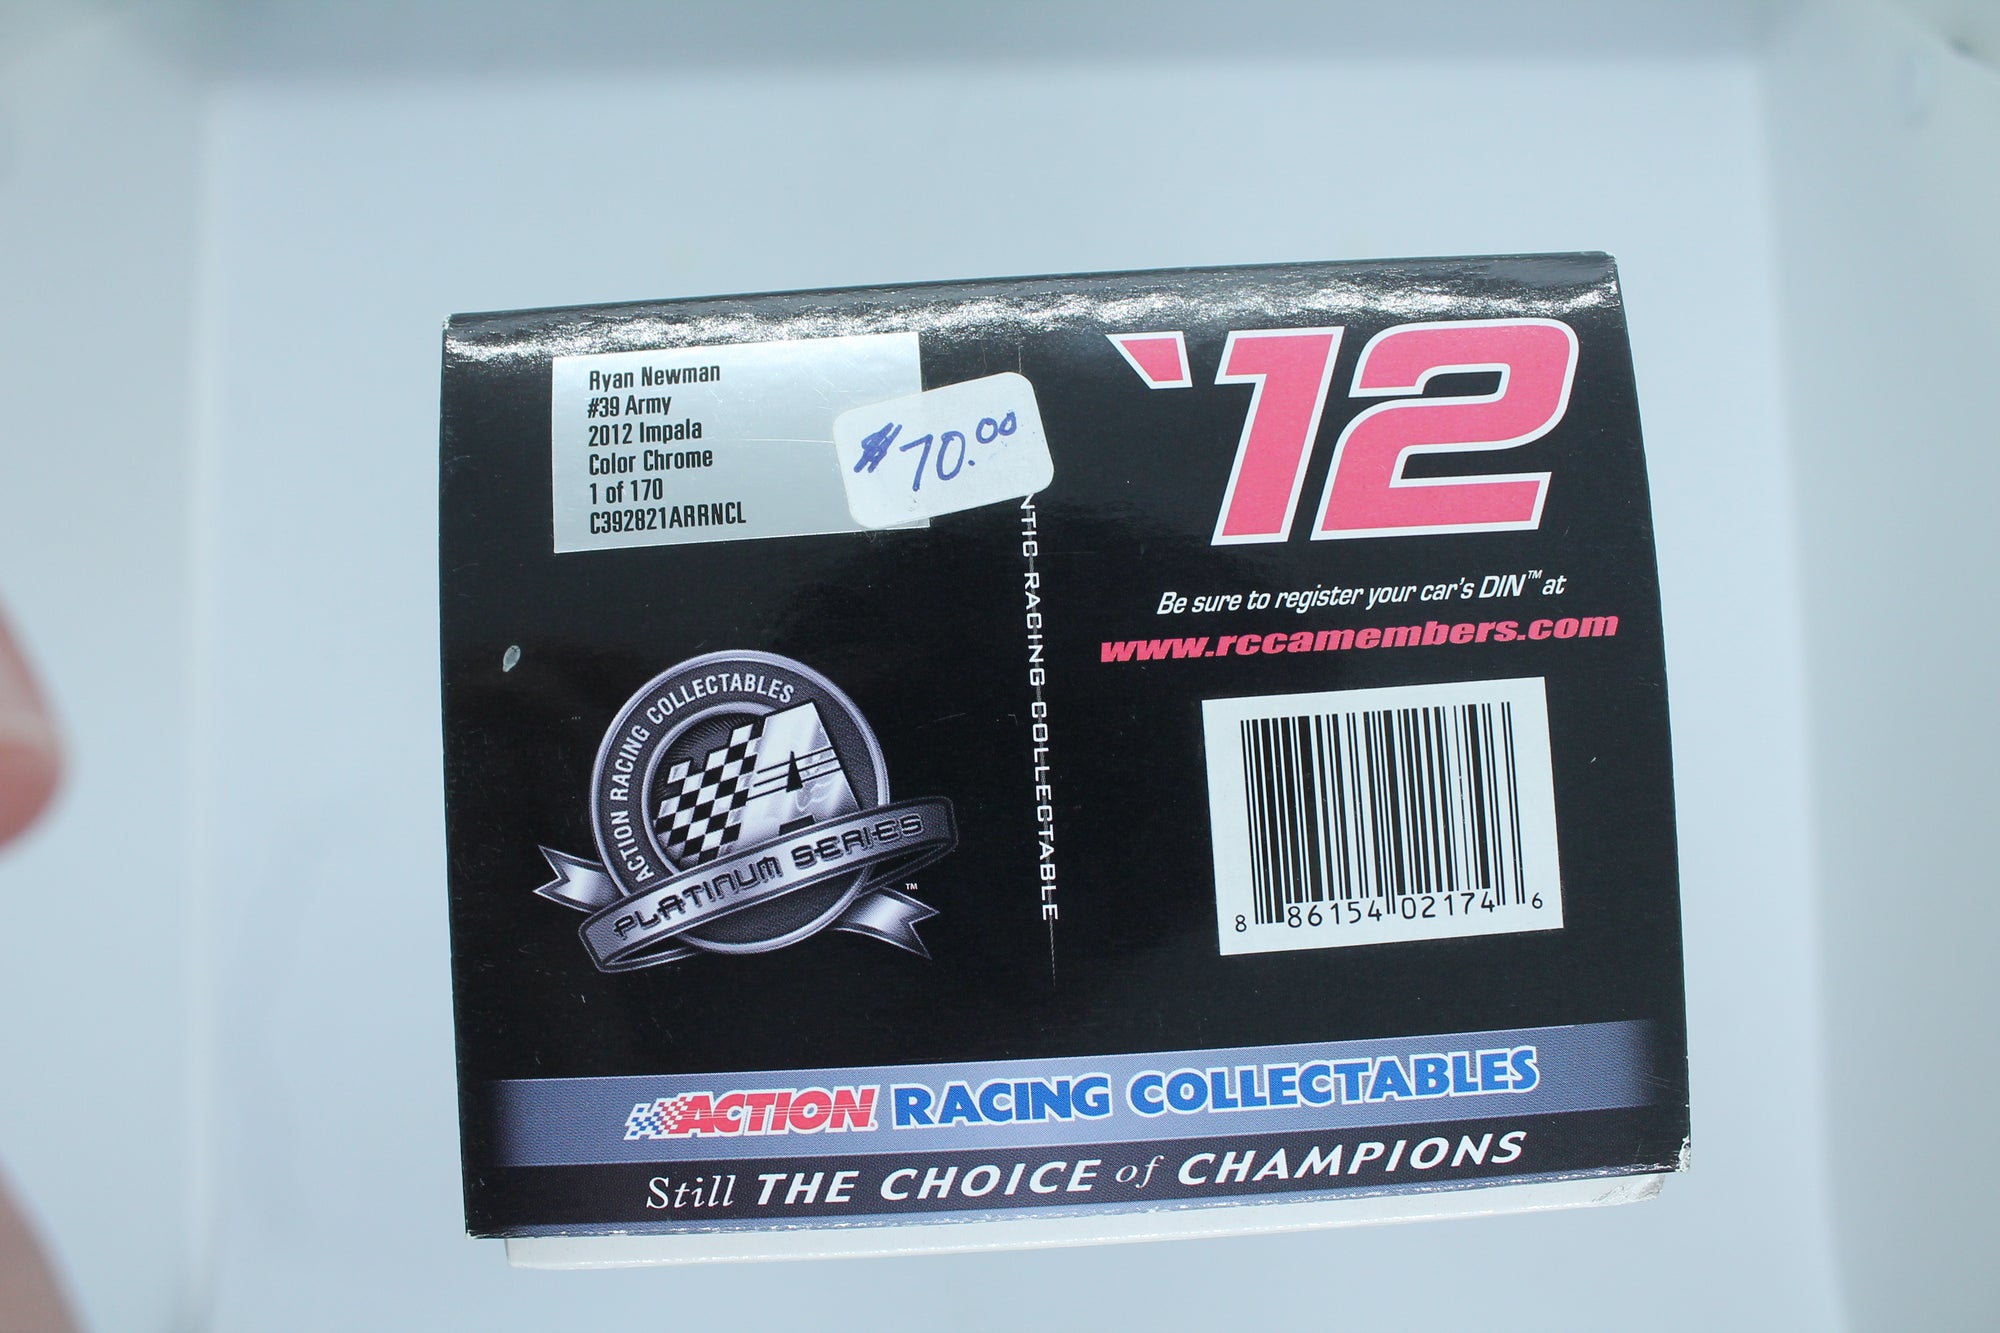 Ryan Newman
#39 Army
2012 Impala
Color Chrome
1 of 170
C392821ARRNCL
$70.00
'12
Be sure to register your car's DIN™ at
www.rccamembers.com
RACING COLLECTABLE
ACTION RACING COLLECTABLES
A
PLATINUM SERIES
™
8 86154 02174 6
ACTION RACING COLLECTABLES
Still THE CHOICE of CHAMPIONS